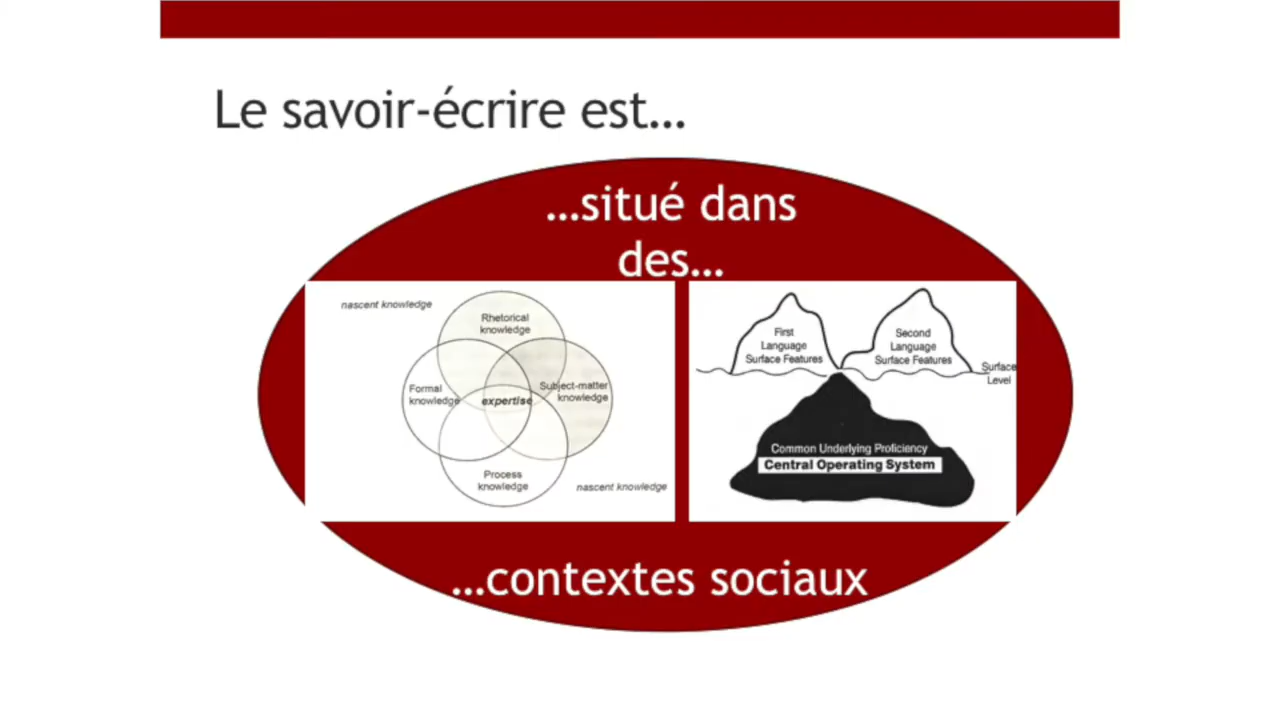 Le savoir-écrire est...
...situé dans
des...
nascent knowledge
Rhetorical
knowledge
Formal
knowledge
expertise
Subject-matter
knowledge
Process
knowledge
nascent knowledge
First
Language
Surface Features
Second
Language
Surface Features
Surface
Level
Common Underlying Proficiency
Central Operating System
...contextes sociaux